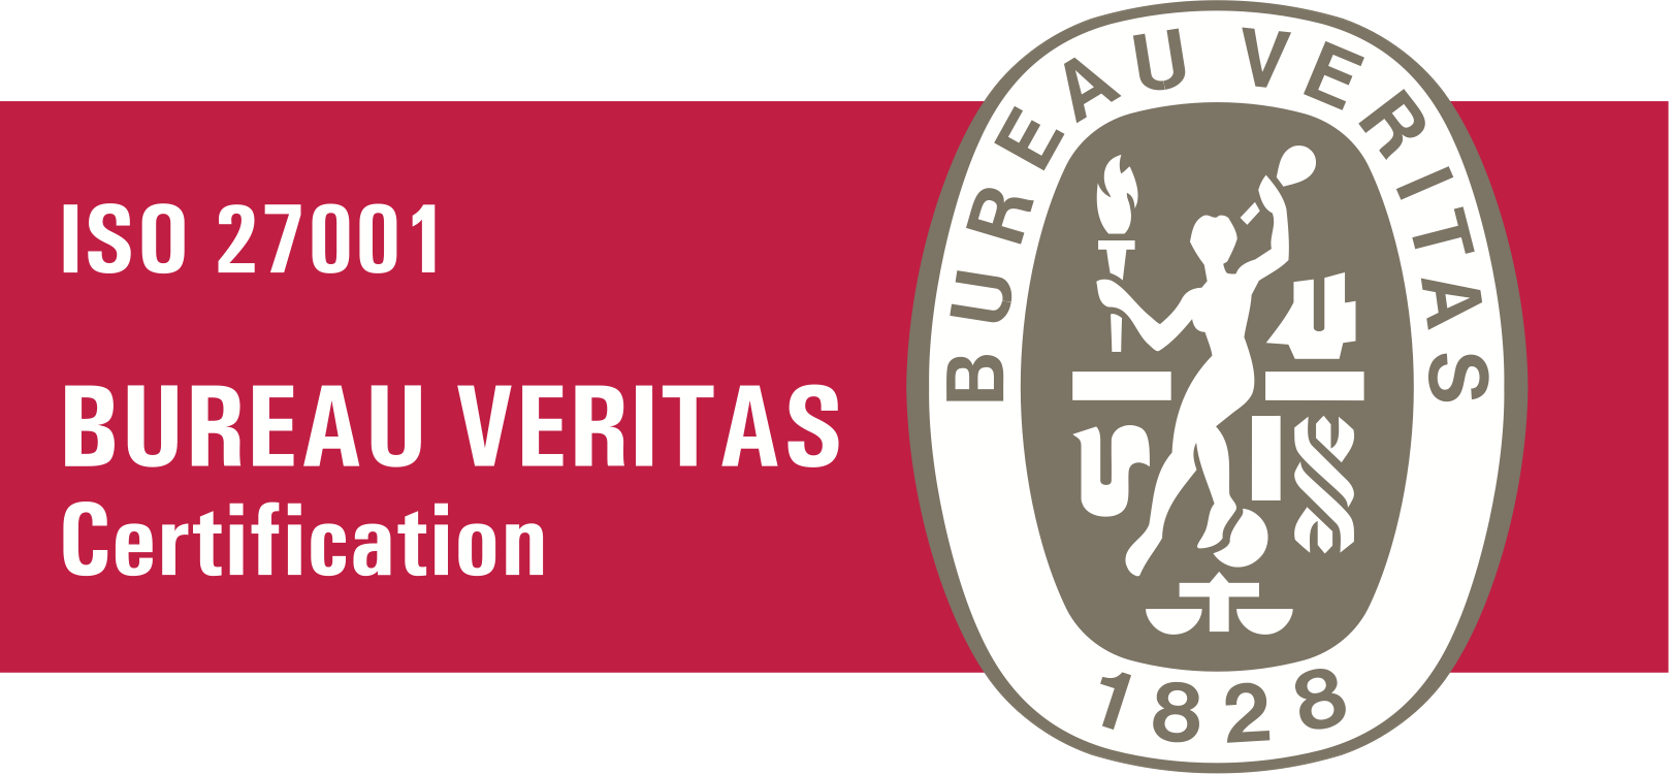 ISO 27001
BUREAU VERITAS
Certification
BUREAU VERITAS
1828